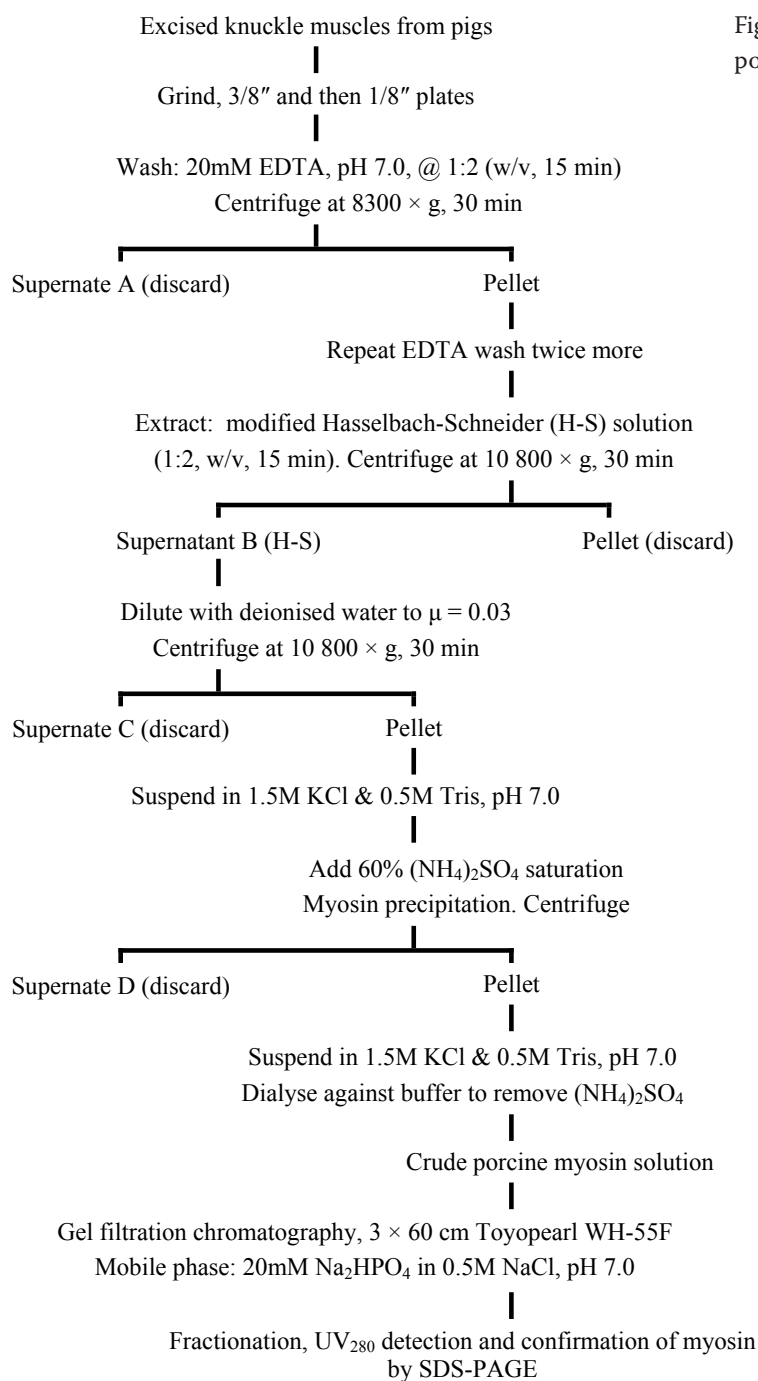 Excised knuckle muscles from pigs
Fig
po
Grind, 3/8″ and then 1/8″ plates
Wash: 20mM EDTA, pH 7.0, @ 1:2 (w/v, 15 min)
Centrifuge at 8300 × g, 30 min
Supernate A (discard)
Pellet
Repeat EDTA wash twice more
Extract:  modified Hasselbach-Schneider (H-S) solution
(1:2, w/v, 15 min). Centrifuge at 10 800 × g, 30 min
Supernatant B (H-S)
Pellet (discard)
Dilute with deionised water to μ = 0.03
Centrifuge at 10 800 × g, 30 min
Supernate C (discard)
Pellet
Suspend in 1.5M KCl & 0.5M Tris, pH 7.0
Add 60% (NH₄)₂SO₄ saturation
Myosin precipitation. Centrifuge
Supernate D (discard)
Pellet
Suspend in 1.5M KCl & 0.5M Tris, pH 7.0
Dialyse against buffer to remove (NH₄)₂SO₄
Crude porcine myosin solution
Gel filtration chromatography, 3 × 60 cm Toyopearl WH-55F
Mobile phase: 20mM Na₂HPO₄ in 0.5M NaCl, pH 7.0
Fractionation, UV₂₈₀ detection and confirmation of myosin
by SDS-PAGE